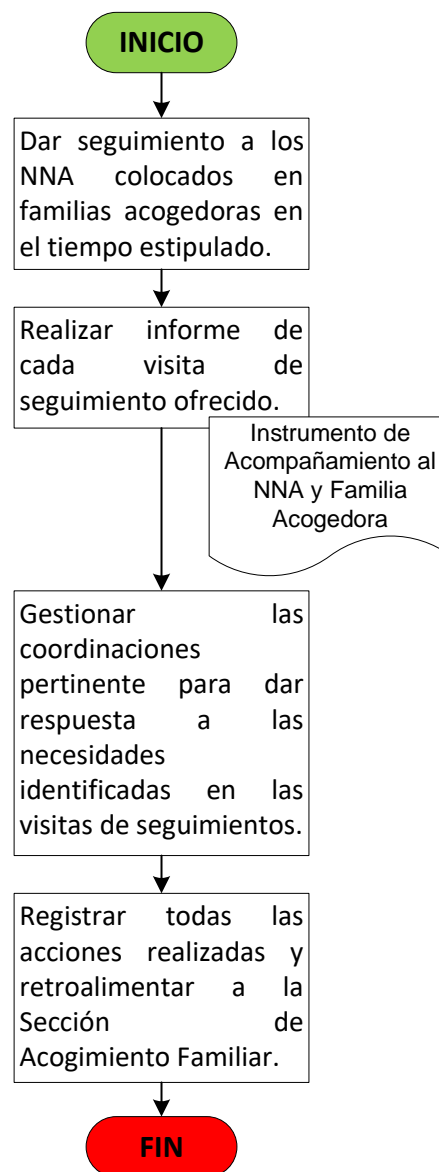 INICIO
Dar seguimiento a los
NNA colocados en
familias acogedoras en
el tiempo estipulado.
Realizar informe de
cada visita de
seguimiento ofrecido.
Instrumento de
Acompañamiento al
NNA y Familia
Acogedora
Gestionar las
coordinaciones
pertinente para dar
respuesta a las
necesidades
identificadas en las
visitas de seguimientos.
Registrar todas las
acciones realizadas y
retroalimentar a la
Sección de
Acogimiento Familiar.
FIN